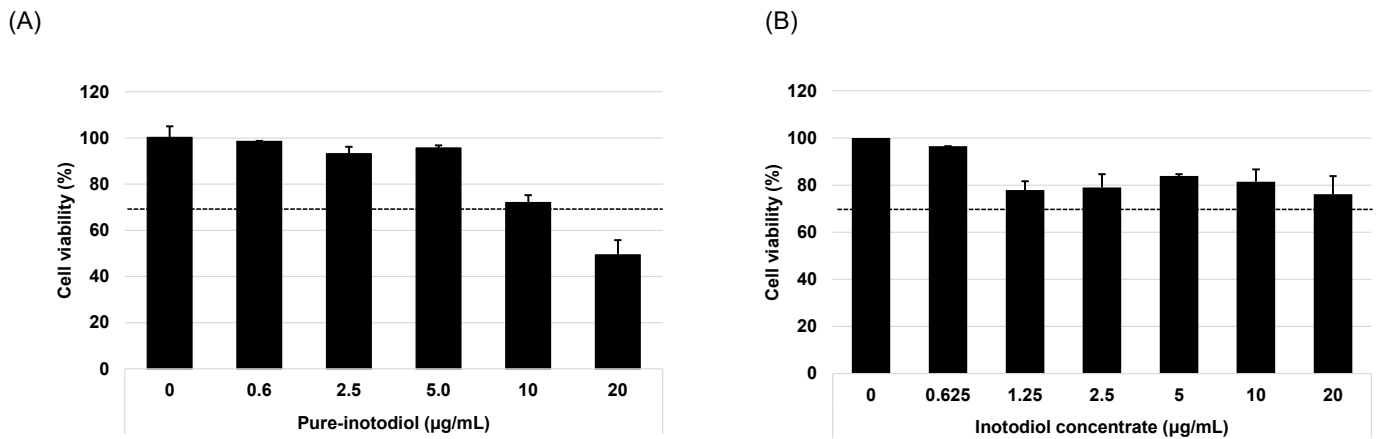 (A)
(B)
Cell viability (%)
120
100
80
60
40
20
0
0 0.6 2.5 5.0 10 20
Pure-inotodiol (µg/mL)
Cell viability (%)
120
100
80
60
40
20
0
0 0.625 1.25 2.5 5 10 20
Inotodiol concentrate (µg/mL)